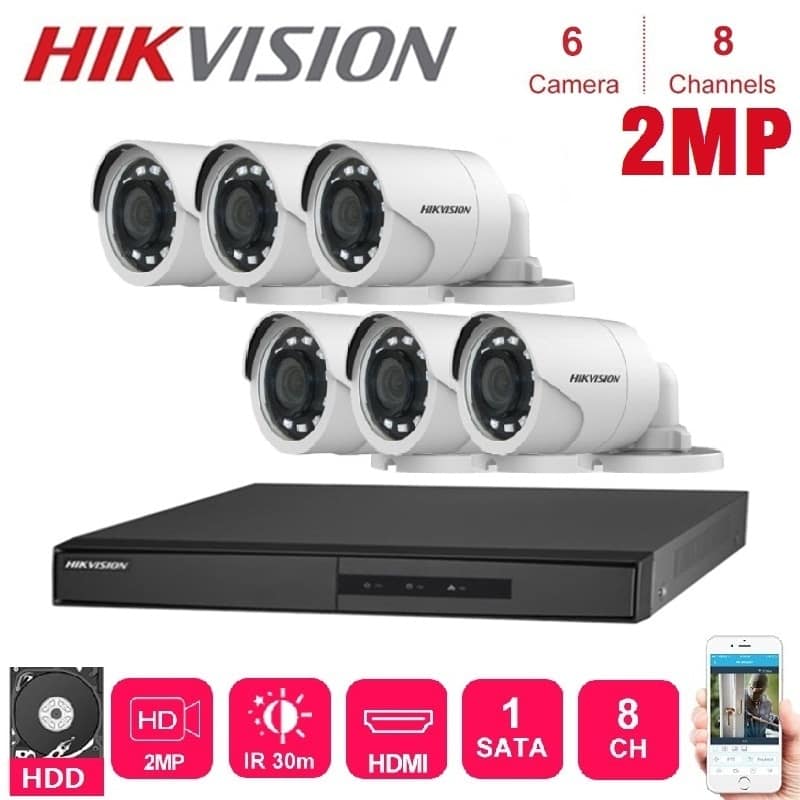 HIKVISION
6
Camera
8
Channels
2MP
HIKVISION
HIKVISION
HIKVISION
HDD
HD
2MP
IR 30m
HDMI
1
SATA
8
CH